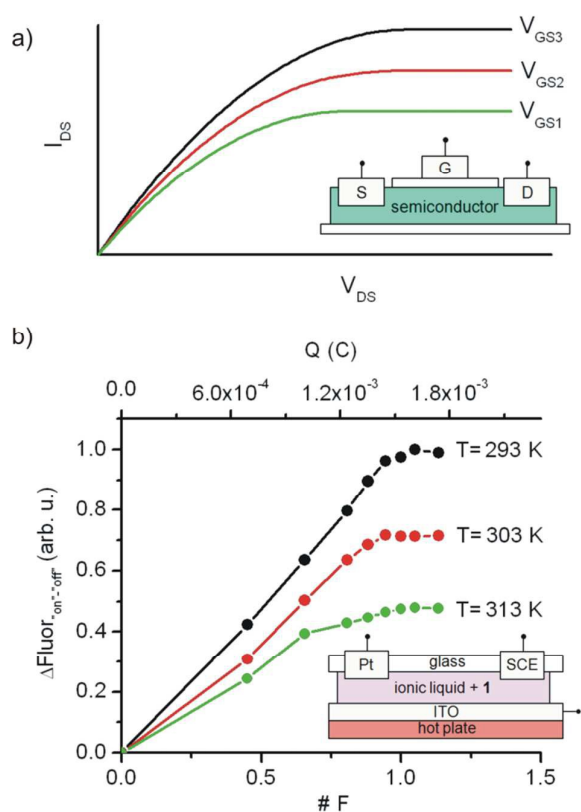 a)
V_GS3
V_GS2
V_GS1
I_DS
G
S
D
semiconductor
V_DS
b)
Q (C)
0.0
6.0x10⁻⁴
1.2x10⁻³
1.8x10⁻³
ΔFluor"on"-"off" (arb. u.)
1.0
0.8
0.6
0.4
0.2
0.0
T= 293 K
T= 303 K
T= 313 K
Pt
glass
SCE
ionic liquid + 1
ITO
hot plate
0.0
0.5
1.0
1.5
# F